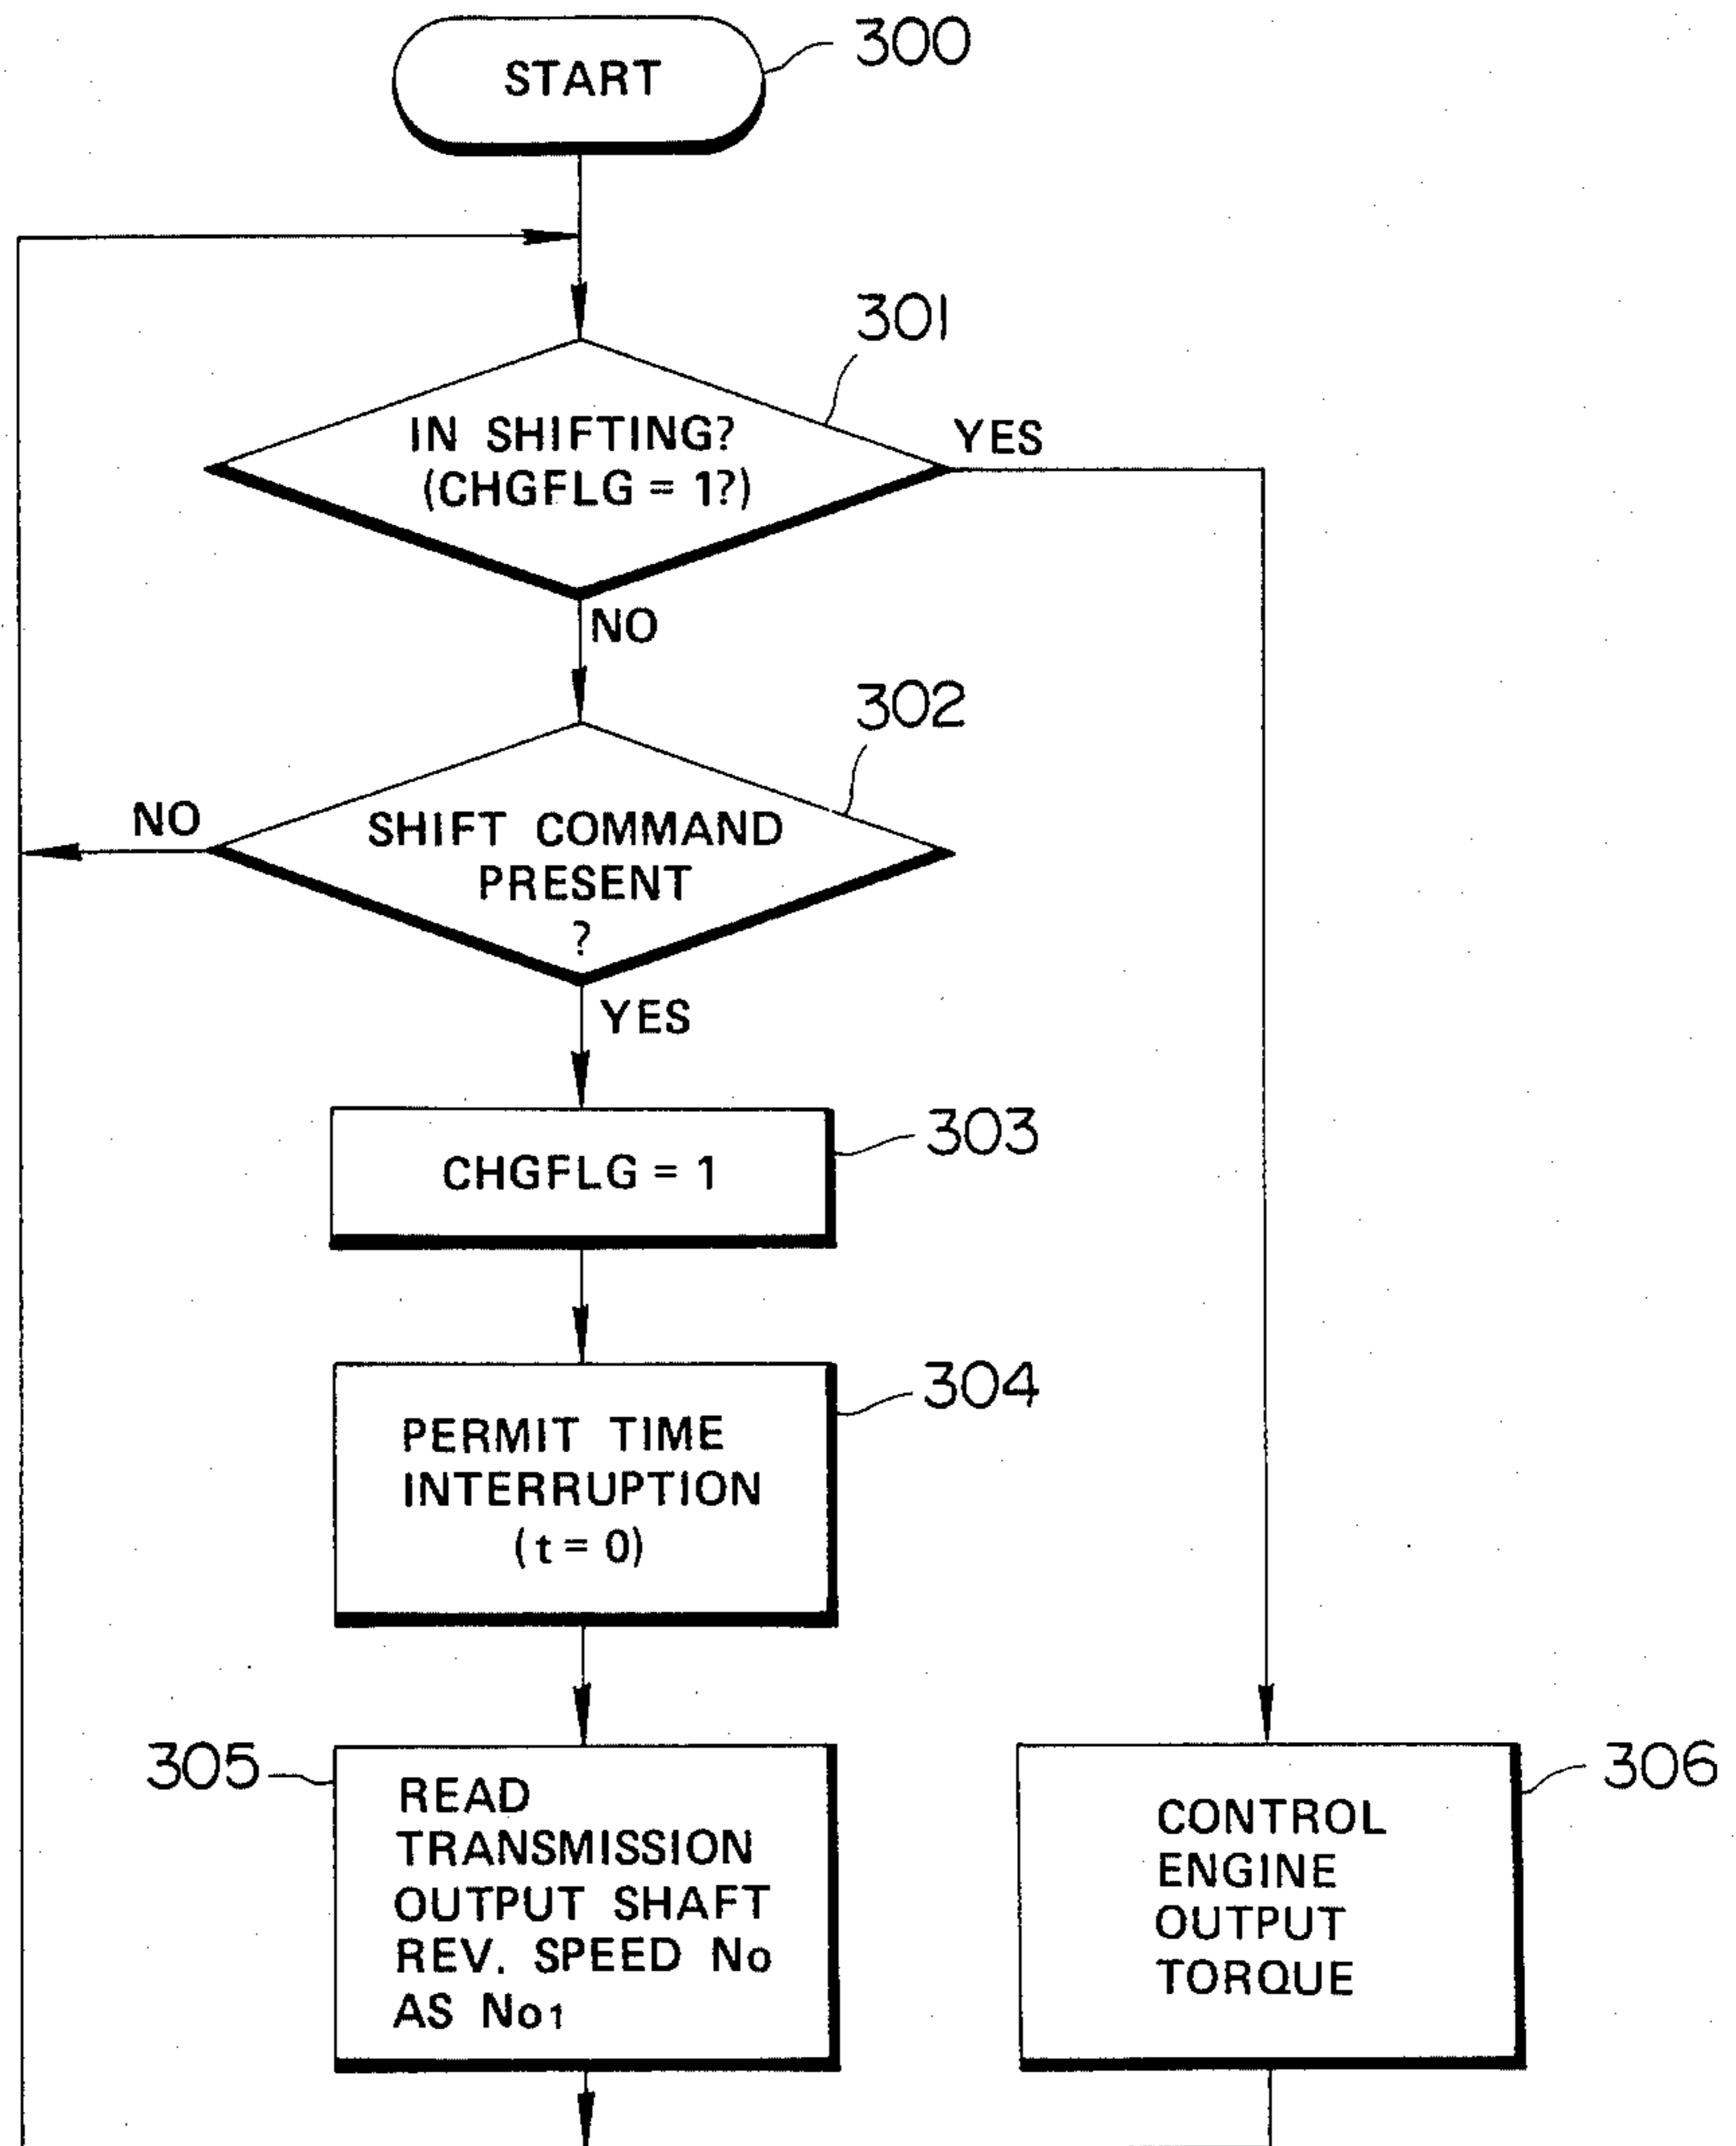 300
START
301
IN SHIFTING?
(CHGFLG = 1?)
YES
NO
302
NO
SHIFT COMMAND
PRESENT
?
YES
303
CHGFLG = 1
304
PERMIT TIME
INTERRUPTION
(t = 0)
305
READ
TRANSMISSION
OUTPUT SHAFT
REV. SPEED No
AS No1
306
CONTROL
ENGINE
OUTPUT
TORQUE